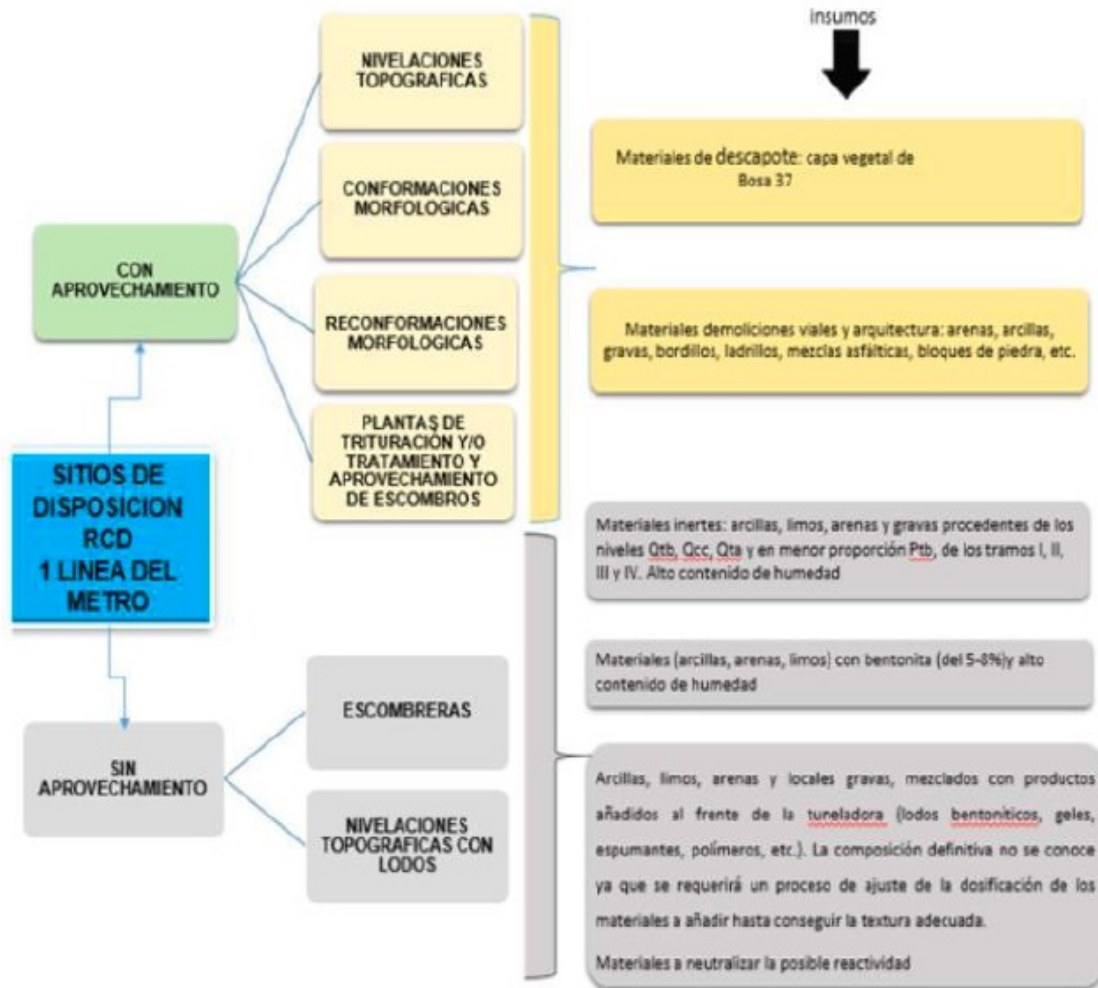 insumos
NIVELACIONES
TOPOGRAFICAS
CONFORMACIONES
MORFOLOGICAS
RECONFORMACIONES
MORFOLOGICAS
PLANTAS DE
TRITURACIÓN Y/O
TRATAMIENTO Y
APROVECHAMIENTO
DE ESCOMBROS
CON
APROVECHAMIENTO
Materiales de descapote: capa vegetal de
Bosa 37
Materiales demoliciones viales y arquitectura: arenas, arcillas,
gravas, bordillos, ladrillos, mezclas asfálticas, bloques de piedra, etc.
SITIOS DE
DISPOSICION
RCD
1 LINEA DEL
METRO
SIN
APROVECHAMIENTO
ESCOMBRERAS
NIVELACIONES
TOPOGRAFICAS CON
LODOS
Materiales inertes: arcillas, limos, arenas y gravas procedentes de los
niveles Qtb, Qcc, Qta y en menor proporción Ptb, de los tramos I, II,
III y IV. Alto contenido de humedad
Materiales (arcillas, arenas, limos) con bentonita (del 5-8%)y alto
contenido de humedad
Arcillas, limos, arenas y locales gravas, mezclados con productos
añadidos al frente de la tuneladora (lodos bentoníticos, geles,
espumantes, polímeros, etc.). La composición definitiva no se conoce
ya que se requerirá un proceso de ajuste de la dosificación de los
materiales a añadir hasta conseguir la textura adecuada.
Materiales a neutralizar la posible reactividad